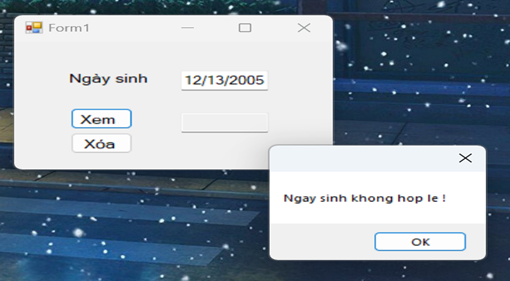 Form1
Ngày sinh 12/13/2005
Xem
Xóa
Ngay sinh khong hop le !
OK